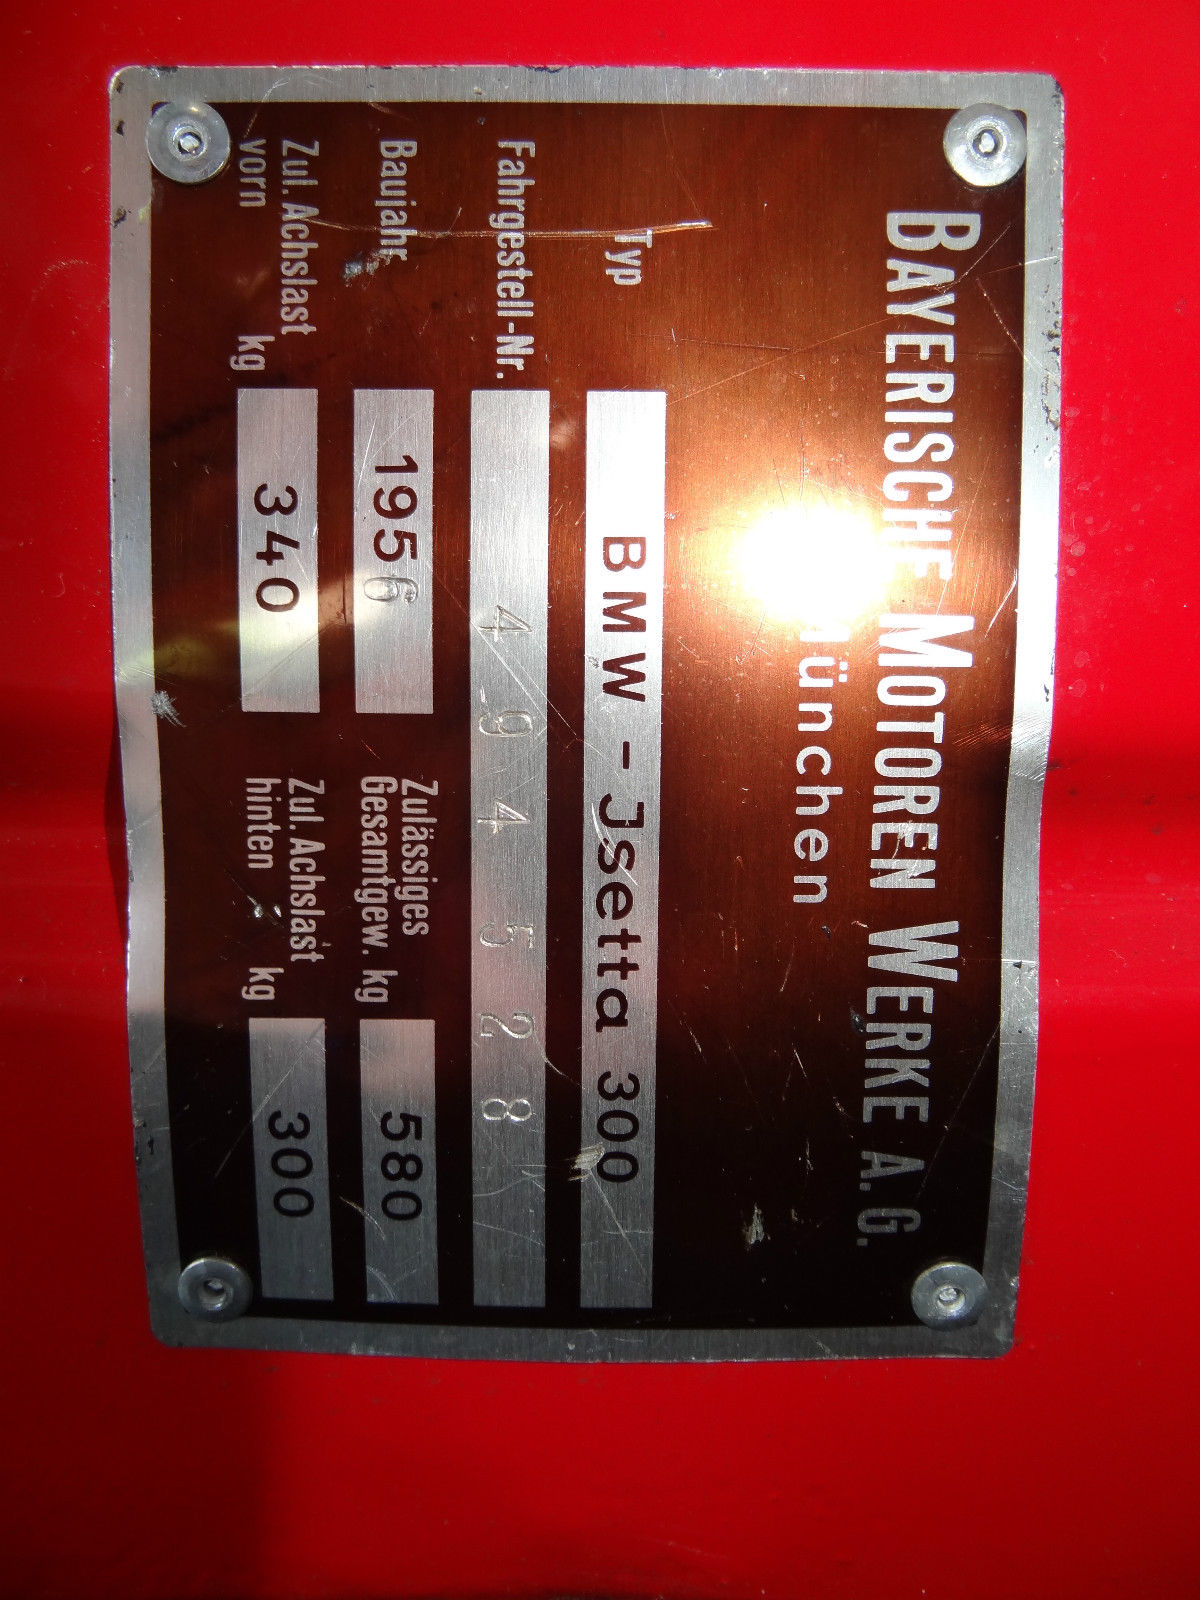 BAYERISCHE MOTOREN WERKE A. G.
München
Typ BMW - Jsetta 300
Fahrgestell-Nr. 494528
Baujahr 1956 Zulässiges Gesamtgew. kg 580
Zul. Achslast vorn kg 340 Zul. Achslast hinten kg 300